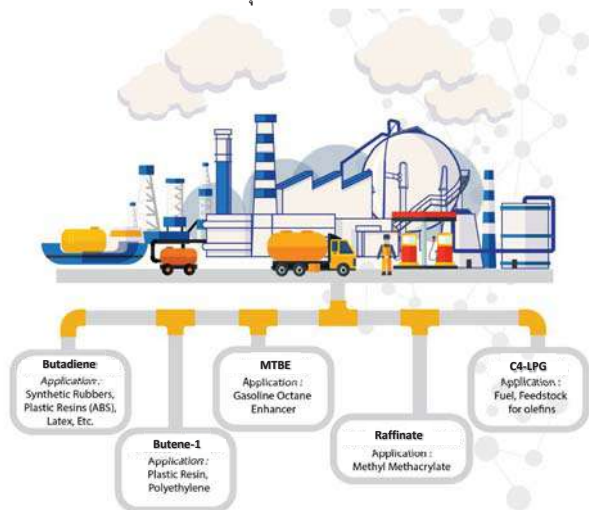 Butadiene
Application :
Synthetic Rubbers,
Plastic Resins (ABS),
Latex, Etc.
Butene-1
Application :
Plastic Resin,
Polyethylene
MTBE
Application :
Gasoline Octane
Enhancer
Raffinate
Application :
Methyl Methacrylate
C4-LPG
Application :
Fuel, Feedstock
for olefins